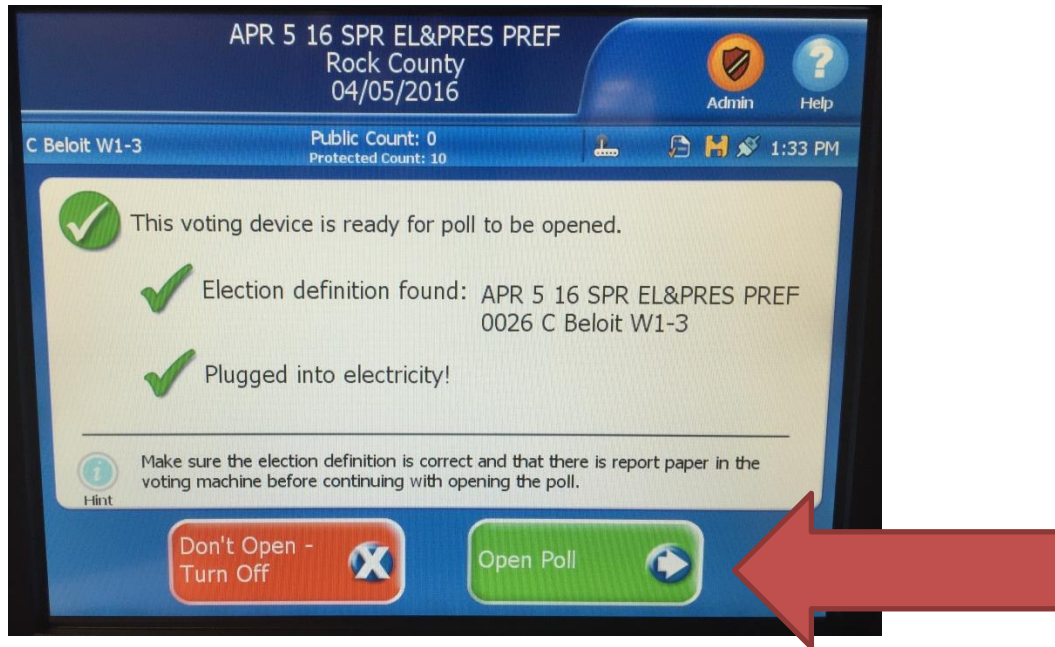 APR 5 16 SPR EL&PRES PREF
Rock County
04/05/2016
Admin
Help
C Beloit W1-3
Public Count: 0
Protected Count: 10
1:33 PM
This voting device is ready for poll to be opened.
Election definition found: APR 5 16 SPR EL&PRES PREF
0026 C Beloit W1-3
Plugged into electricity!
Hint
Make sure the election definition is correct and that there is report paper in the
voting machine before continuing with opening the poll.
Don't Open -
Turn Off
X
Open Poll